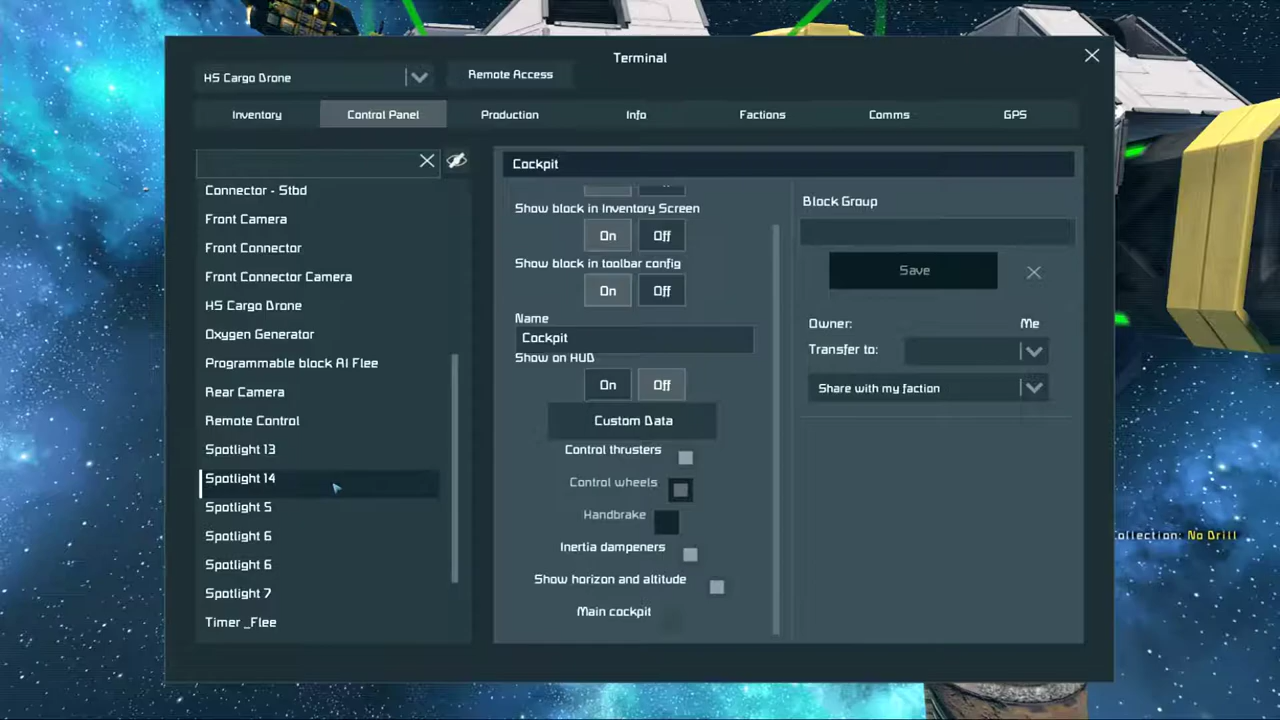 Terminal
HS Cargo Drone
Remote Access
Inventory
Control Panel
Production
Info
Factions
Comms
GPS
Connector - Stbd
Front Camera
Front Connector
Front Connector Camera
HS Cargo Drone
Oxygen Generator
Programmable block AI Flee
Rear Camera
Remote Control
Spotlight 13
Spotlight 14
Spotlight 5
Spotlight 6
Spotlight 6
Spotlight 7
Timer _Flee
Cockpit
Show block in Inventory Screen
On Off
Show block in toolbar config
On Off
Name
Cockpit
Show on HUD
On Off
Custom Data
Control thrusters
Control wheels
Handbrake
Inertia dampeners
Show horizon and altitude
Main cockpit
Block Group
Save
Owner: Me
Transfer to:
Share with my faction
Collection: No Drill